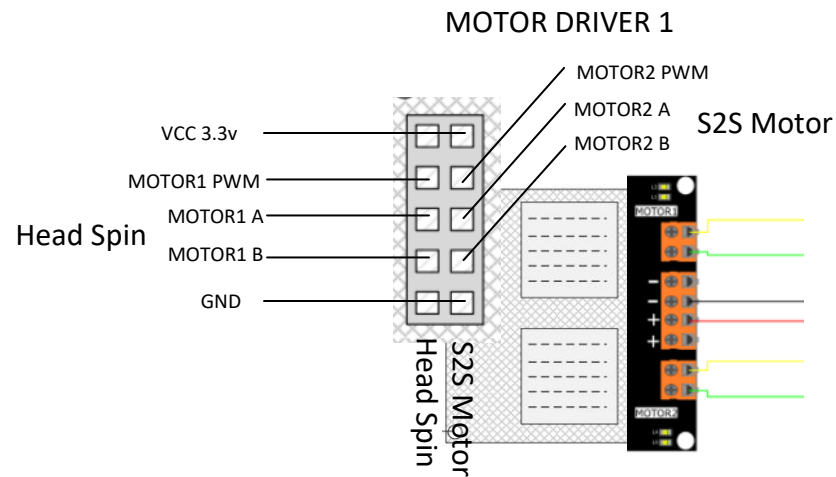 MOTOR DRIVER 1
MOTOR2 PWM
MOTOR2 A
MOTOR2 B
S2S Motor
VCC 3.3v
MOTOR1 PWM
MOTOR1 A
MOTOR1 B
GND
Head Spin
S2S Motor
Head Spin
MOTOR1
-
-
+
+
MOTOR2